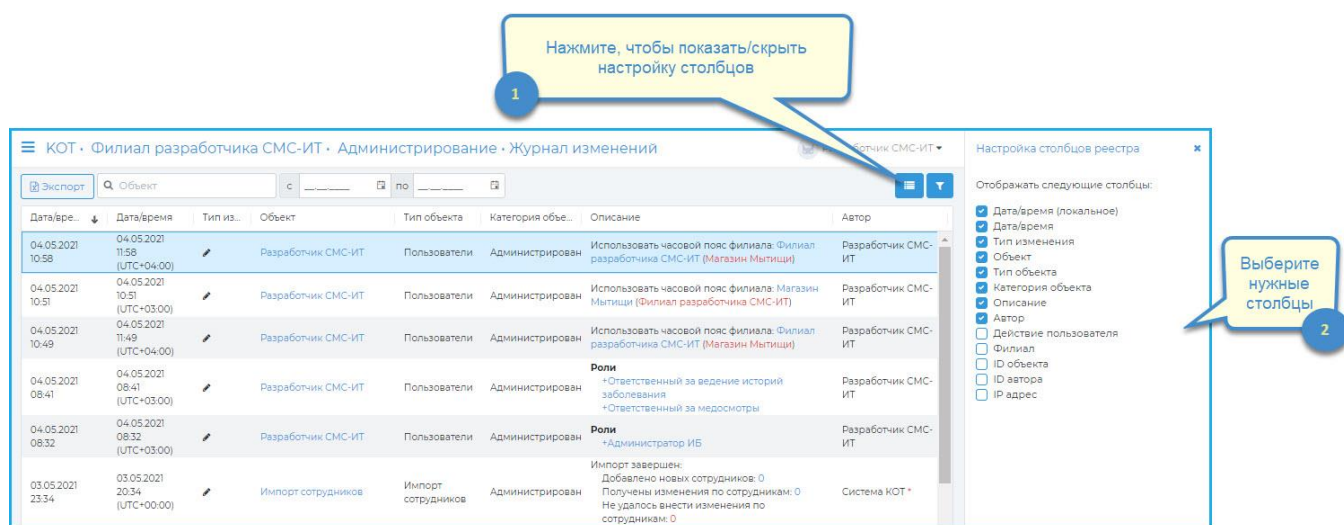 Нажмите, чтобы показать/скрыть
настройку столбцов
1
КОТ • Филиал разработчика СМС-ИТ • Администрирование • Журнал изменений
СМС-ИТ
Настройка столбцов реестра
Экспорт
Объект
с
по
Отображать следующие столбцы:
Дата/вре...
Дата/время
Тип из...
Объект
Тип объекта
Категория объе...
Описание
Автор
04.05.2021
10:58
04.05.2021
11:58
(UTC+04:00)
Разработчик СМС-ИТ
Пользователи
Администрирован
Использовать часовой пояс филиала: Филиал
разработчика СМС-ИТ (Магазин Мытищи)
Разработчик СМС-
ИТ
04.05.2021
10:51
04.05.2021
10:51
(UTC+03:00)
Разработчик СМС-ИТ
Пользователи
Администрирован
Использовать часовой пояс филиала: Магазин
Мытищи (Филиал разработчика СМС-ИТ)
Разработчик СМС-
ИТ
04.05.2021
10:49
04.05.2021
11:49
(UTC+04:00)
Разработчик СМС-ИТ
Пользователи
Администрирован
Использовать часовой пояс филиала: Филиал
разработчика СМС-ИТ (Магазин Мытищи)
Разработчик СМС-
ИТ
04.05.2021
08:41
04.05.2021
08:41
(UTC+03:00)
Разработчик СМС-ИТ
Пользователи
Администрирован
Роли
+Ответственный за ведение историй
заболевания
+Ответственный за медосмотры
Разработчик СМС-
ИТ
04.05.2021
08:32
04.05.2021
08:32
(UTC+03:00)
Разработчик СМС-ИТ
Пользователи
Администрирован
Роли
+Администратор ИБ
Разработчик СМС-
ИТ
03.05.2021
23:34
03.05.2021
20:34
(UTC+00:00)
Импорт сотрудников
Импорт
сотрудников
Администрирован
Импорт завершен:
Добавлено новых сотрудников: 0
Получены изменения по сотрудникам: 0
Не удалось внести изменения по
сотрудникам: 0
Система КОТ *
Дата/время (локальное)
Дата/время
Тип изменения
Объект
Тип объекта
Категория объекта
Описание
Автор
Действие пользователя
Филиал
ID объекта
ID автора
IP адрес
Выберите
нужные
столбцы
2